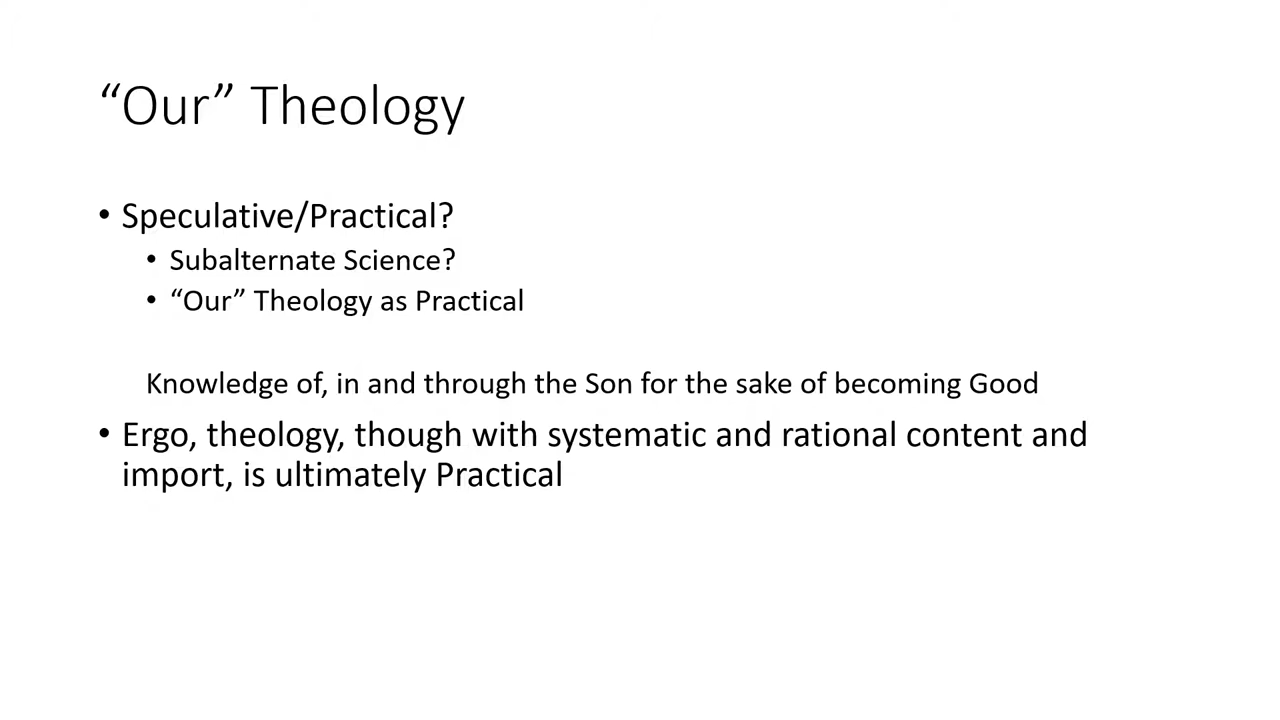 “Our” Theology
• Speculative/Practical?
• Subalternate Science?
• “Our” Theology as Practical
Knowledge of, in and through the Son for the sake of becoming Good
• Ergo, theology, though with systematic and rational content and
import, is ultimately Practical